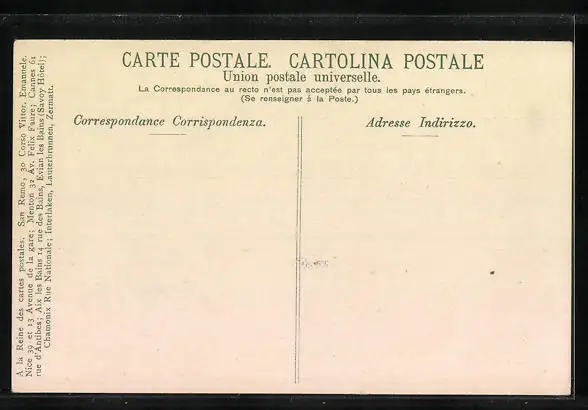 CARTE POSTALE. CARTOLINA POSTALE
Union postale universelle.
La Correspondance au recto n'est pas acceptée par tous les pays étrangers.
(Se renseigner à la Poste.)
Correspondance Corrispondenza.
Adresse Indirizzo.
A la Reine des cartes postales. San Remo, 30 Corso Vittor. Emanuele.
Nice 39 et 13 Avenue de la gare; Menton 32 Av. Felix Faure; Cannes 61
rue d'Antibes; Aix les Bains 14 rue des Bains, Evian les Bains (Savoy Hôtel);
Chamonix Rue Nationale; Interlaken, Lauterbrunnen, Zermatt.